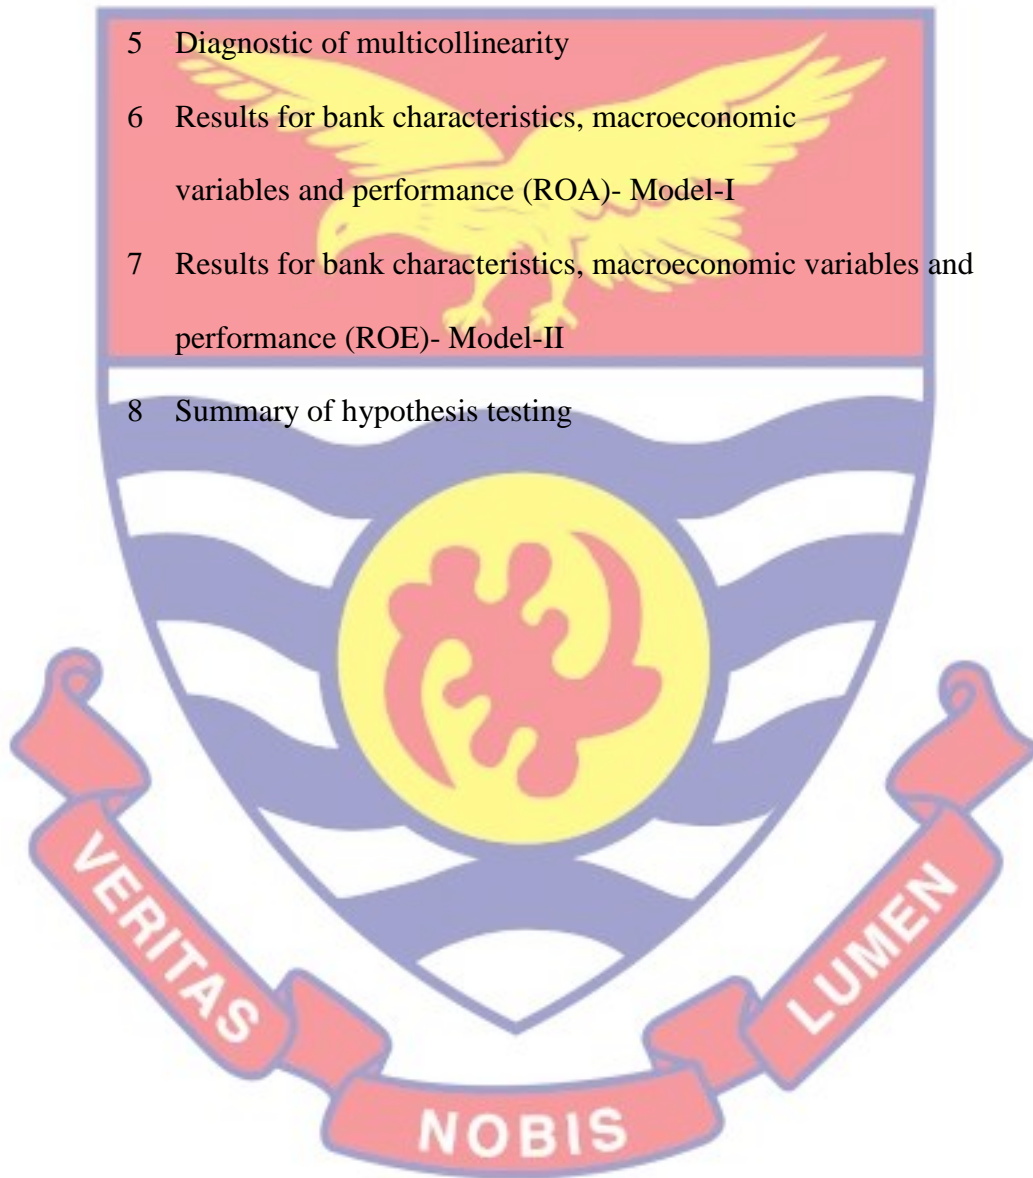 5 Diagnostic of multicollinearity
6 Results for bank characteristics, macroeconomic
variables and performance (ROA)- Model-I
7 Results for bank characteristics, macroeconomic variables and
performance (ROE)- Model-II
8 Summary of hypothesis testing
VERITAS
NOBIS
LUMEN